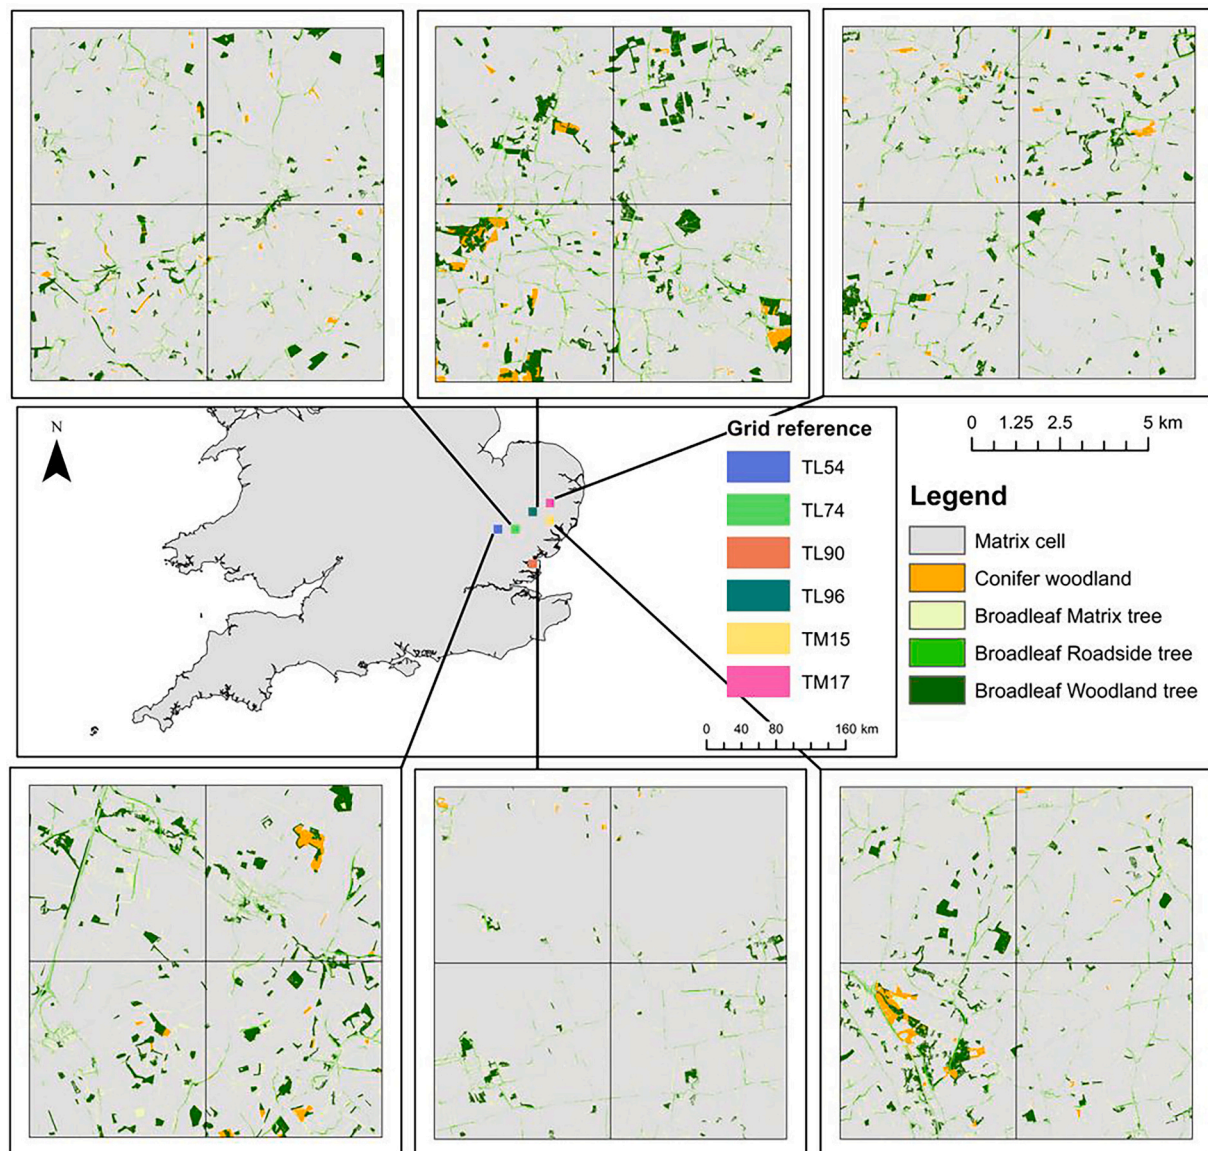 N
Grid reference
TL54
TL74
TL90
TL96
TM15
TM17
0 40 80 160 km
0 1.25 2.5 5 km
Legend
Matrix cell
Conifer woodland
Broadleaf Matrix tree
Broadleaf Roadside tree
Broadleaf Woodland tree